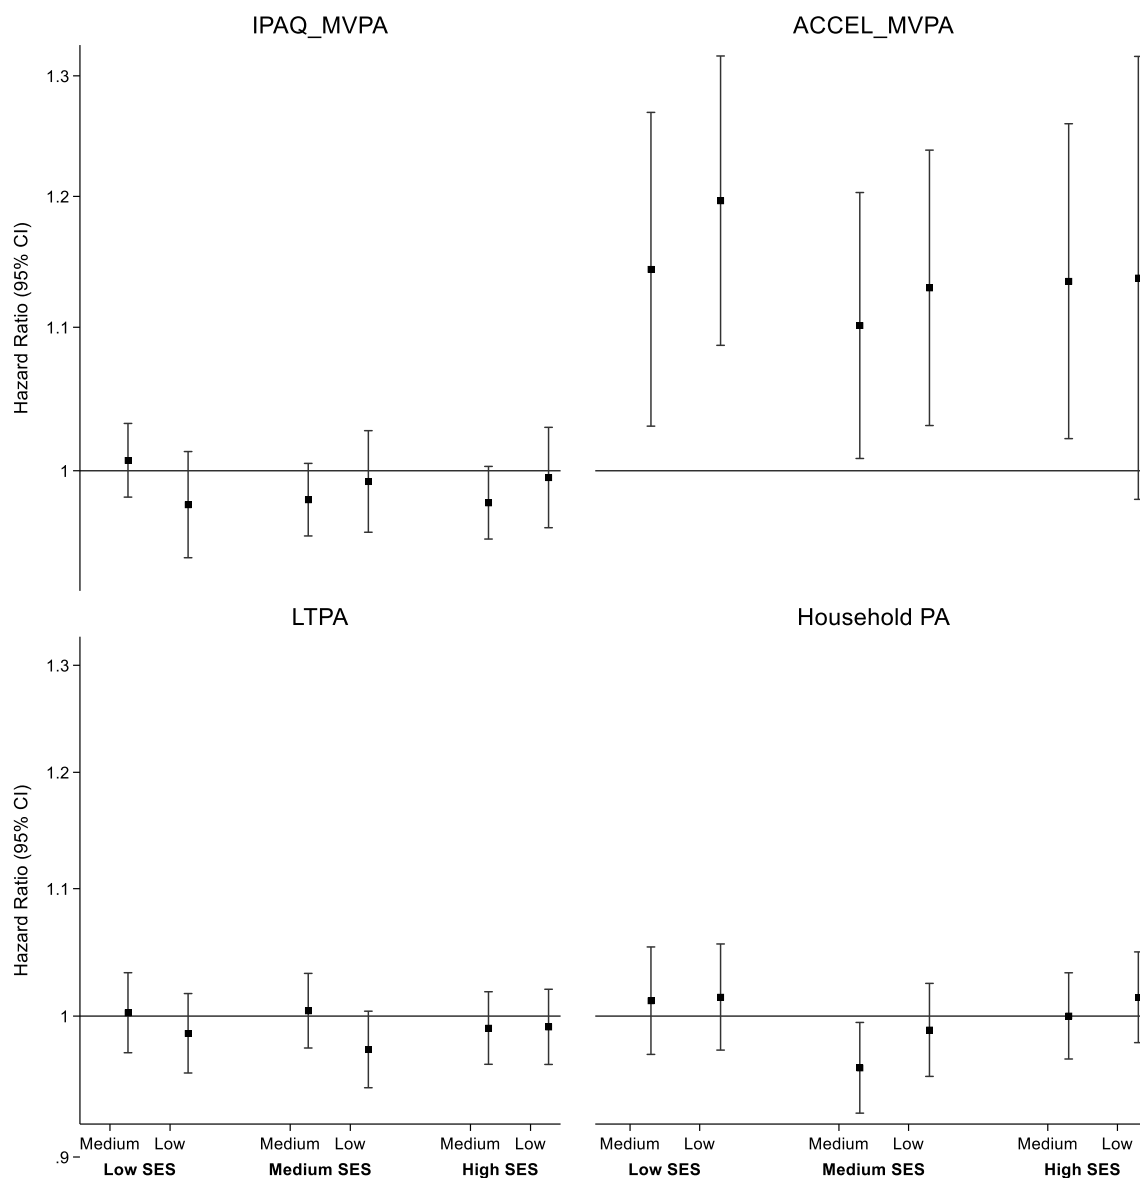 IPAQ_MVPA
ACCEL_MVPA
Hazard Ratio (95% CI)
1.3
1.2
1.1
1
LTPA
Household PA
Hazard Ratio (95% CI)
1.3
1.2
1.1
1
.9
Medium Low Medium Low Medium Low
Low SES Medium SES High SES
Medium Low Medium Low Medium Low
Low SES Medium SES High SES